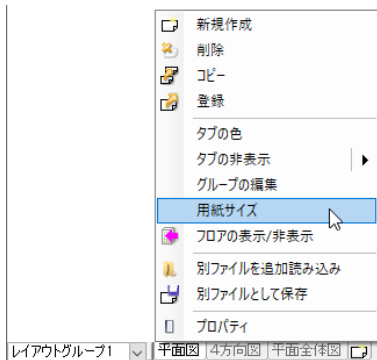 新規作成
削除
コピー
登録
タブの色
タブの非表示
グループの編集
用紙サイズ
フロアの表示/非表示
別ファイルを追加読み込み
別ファイルとして保存
プロパティ
レイアウトグループ1 平面図 4方向図 平面全体図